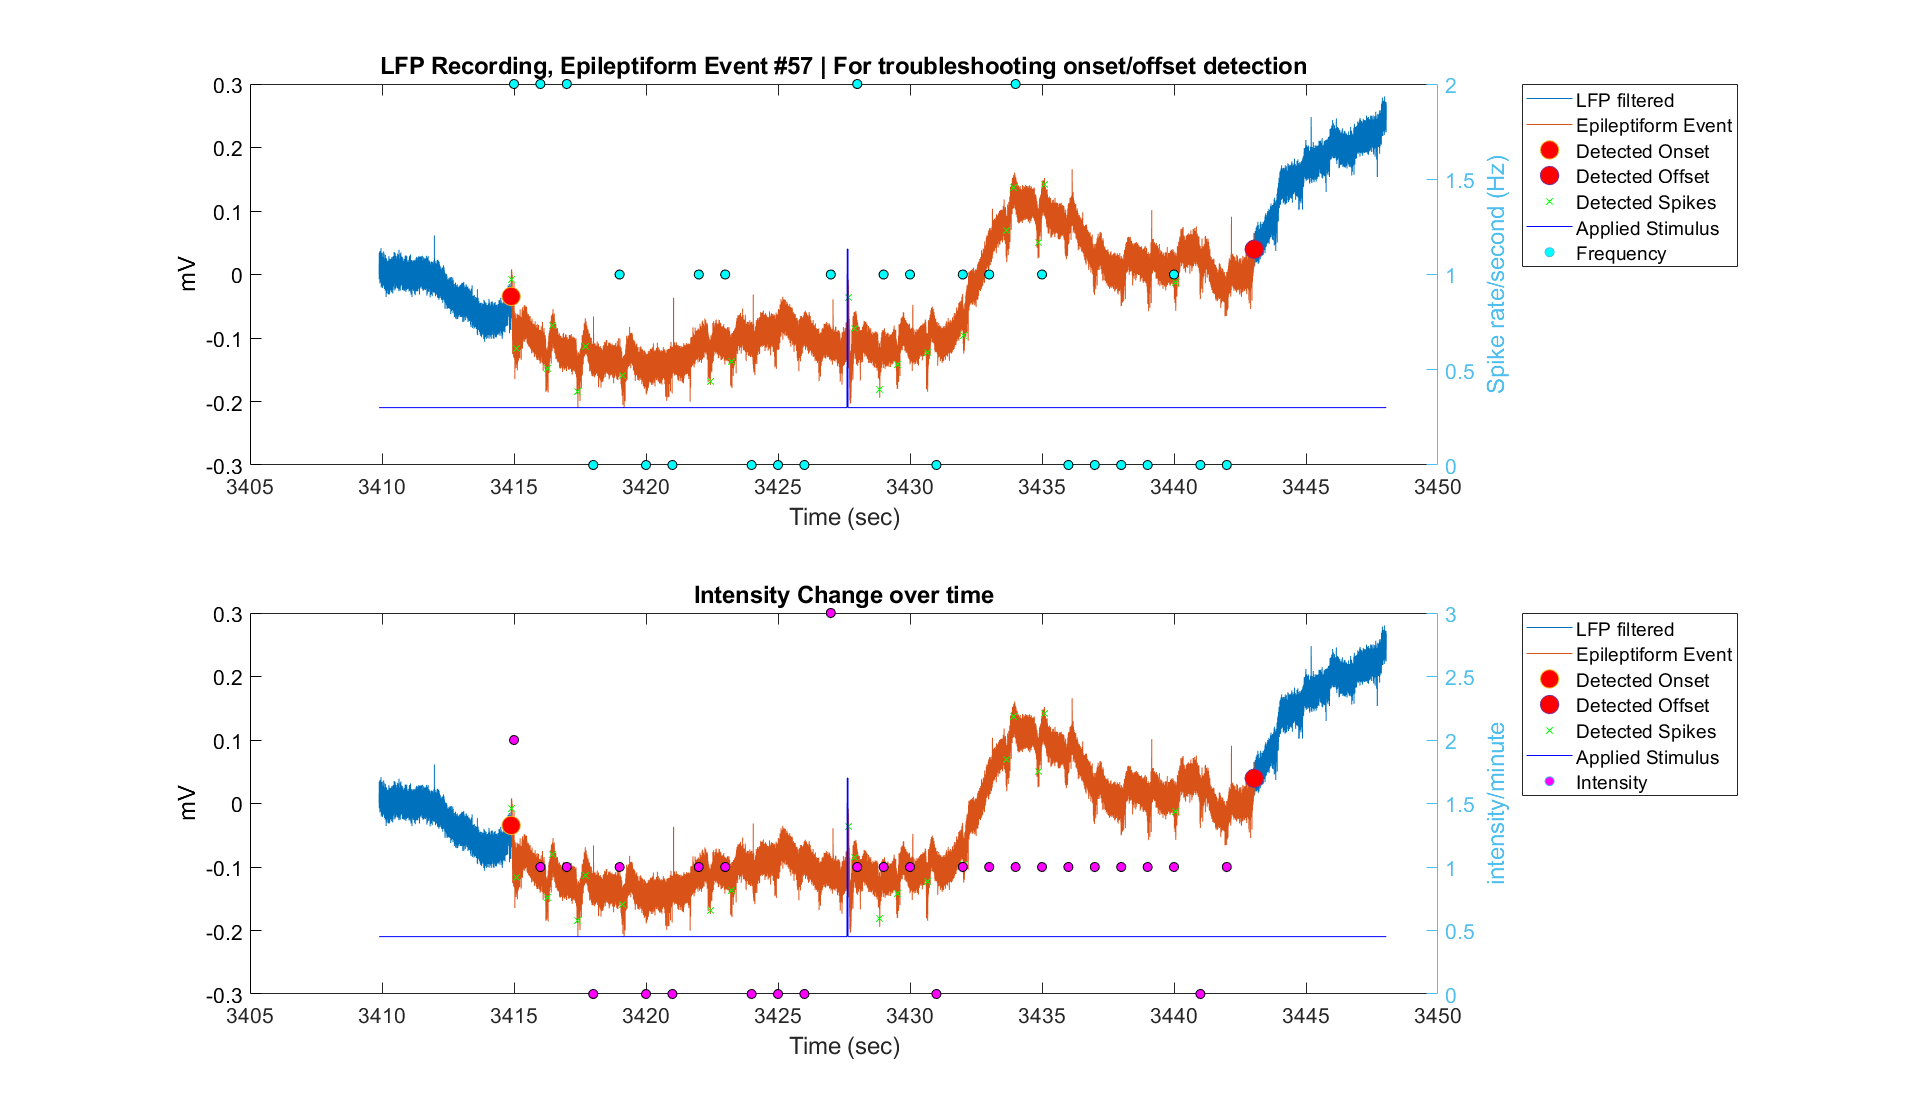 LFP Recording, Epileptiform Event #57 | For troubleshooting onset/offset detection
0.3
0.2
0.1
0
-0.1
-0.2
-0.3
mV
3405
3410
3415
3420
3425
3430
3435
3440
3445
3450
Time (sec)
2
1.5
1
0.5
0
Spike rate/second (Hz)
LFP filtered
Epileptiform Event
Detected Onset
Detected Offset
Detected Spikes
Applied Stimulus
Frequency
Intensity Change over time
0.3
0.2
0.1
0
-0.1
-0.2
-0.3
mV
3405
3410
3415
3420
3425
3430
3435
3440
3445
3450
Time (sec)
3
2.5
2
1.5
1
0.5
0
intensity/minute
LFP filtered
Epileptiform Event
Detected Onset
Detected Offset
Detected Spikes
Applied Stimulus
Intensity